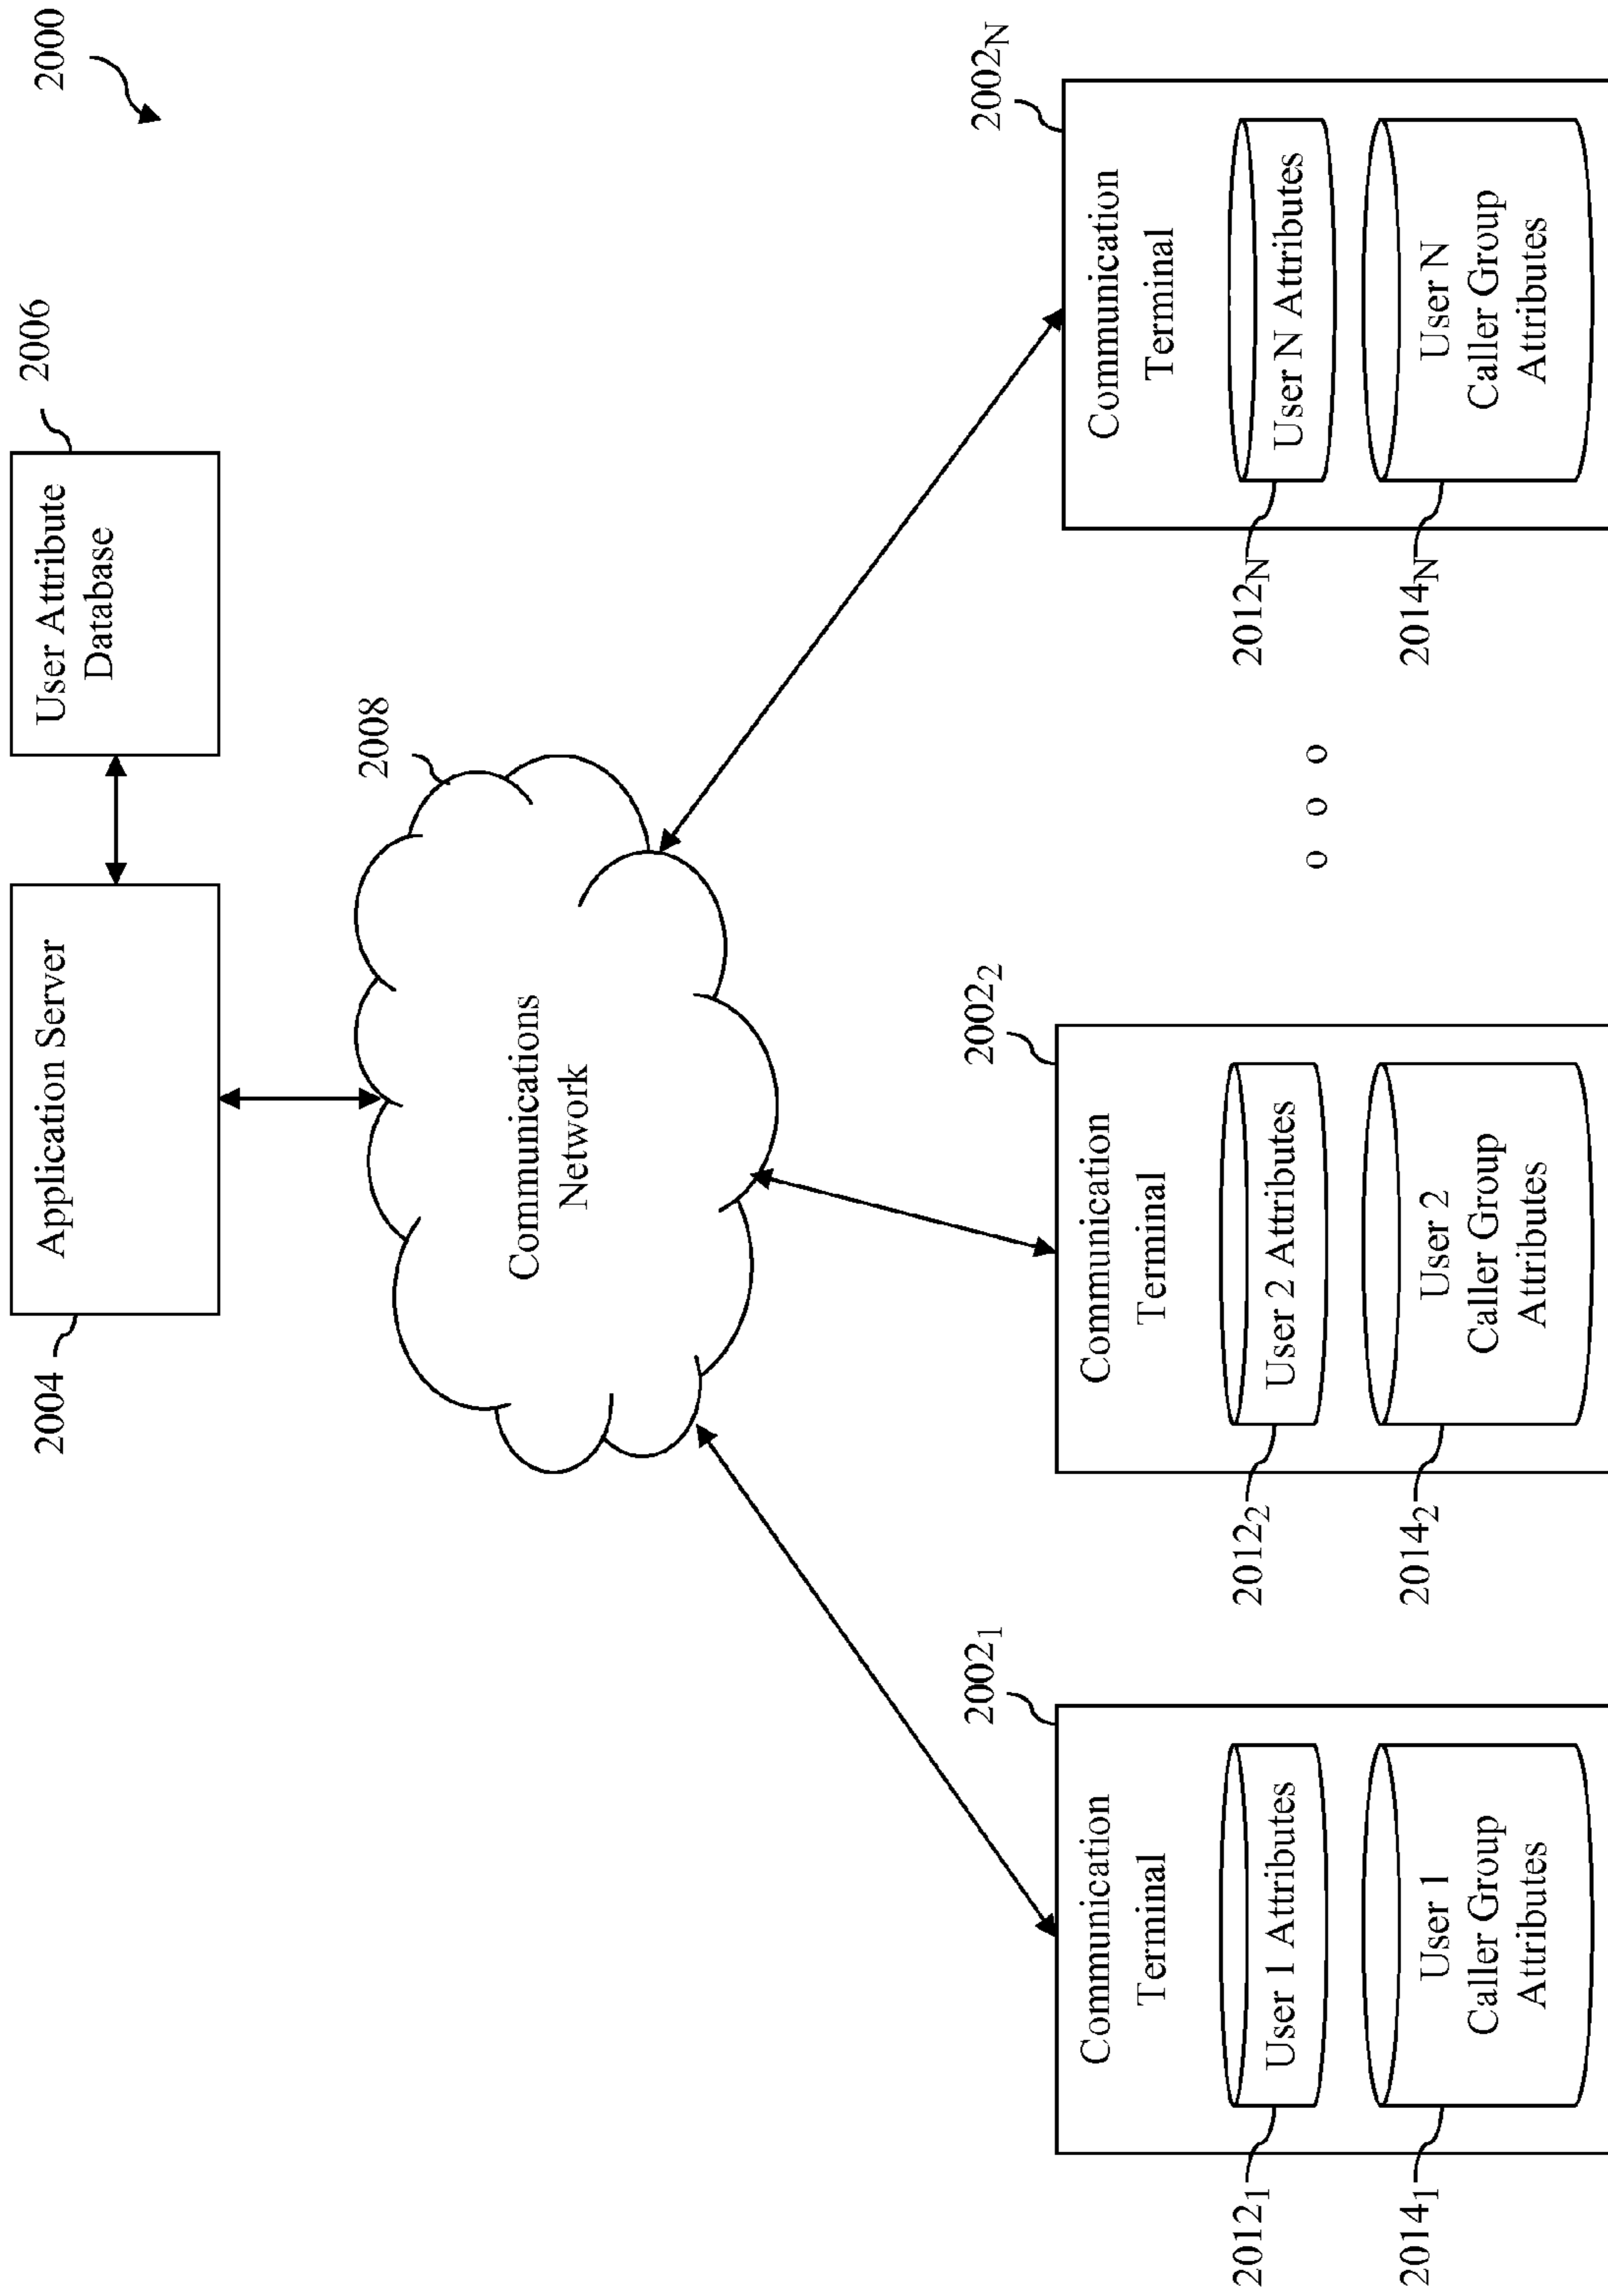 2000
2004
Application Server
User Attribute
Database
2006
2008
Communications
Network
2002₁
Communication
Terminal
2012₁
User 1 Attributes
2014₁
User 1
Caller Group
Attributes
2002₂
Communication
Terminal
2012₂
User 2 Attributes
2014₂
User 2
Caller Group
Attributes
o o o
2002N
Communication
Terminal
2012N
User N Attributes
2014N
User N
Caller Group
Attributes